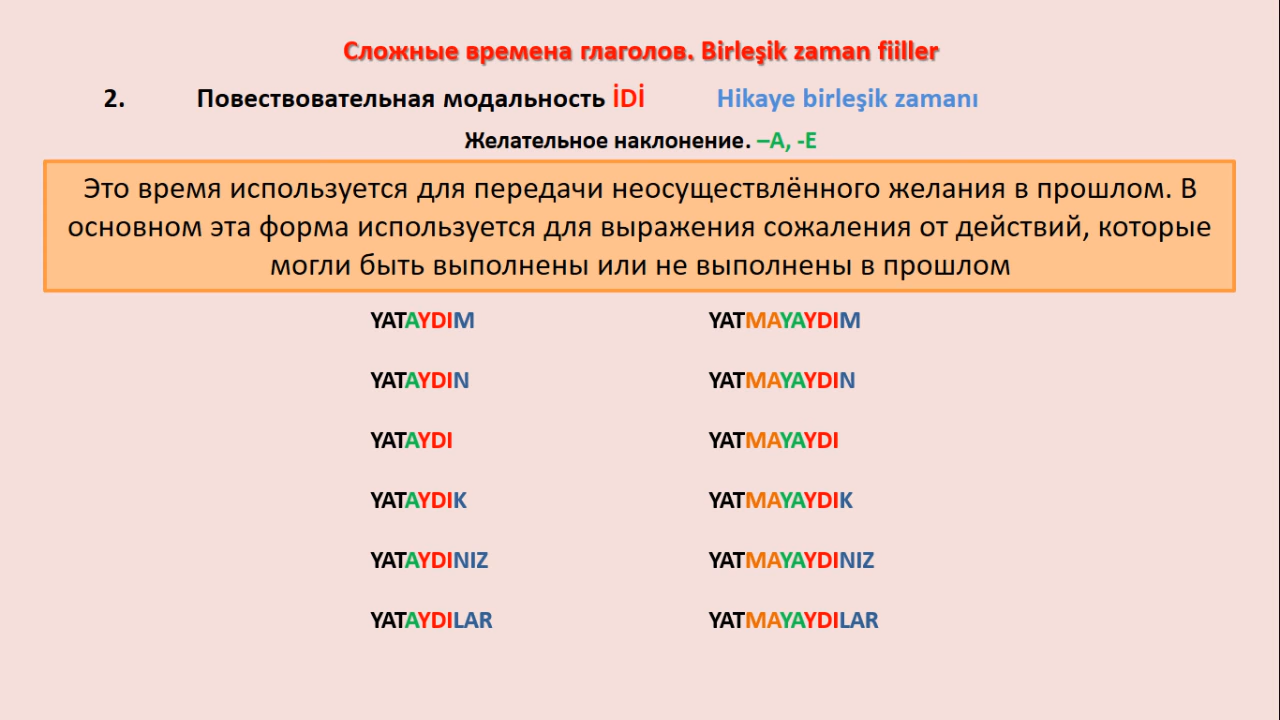 Сложные времена глаголов. Birleşik zaman fiiller
2. Повествовательная модальность İDİ Hikaye birleşik zamanı
Желательное наклонение. –A, -E
Это время используется для передачи неосуществлённого желания в прошлом. В
основном эта форма используется для выражения сожаления от действий, которые
могли быть выполнены или не выполнены в прошлом
YATAYDIM YATMAYAYDIM
YATAYDIN YATMAYAYDIN
YATAYDI YATMAYAYDI
YATAYDIK YATMAYAYDIK
YATAYDINIZ YATMAYAYDINIZ
YATAYDILAR YATMAYAYDILAR